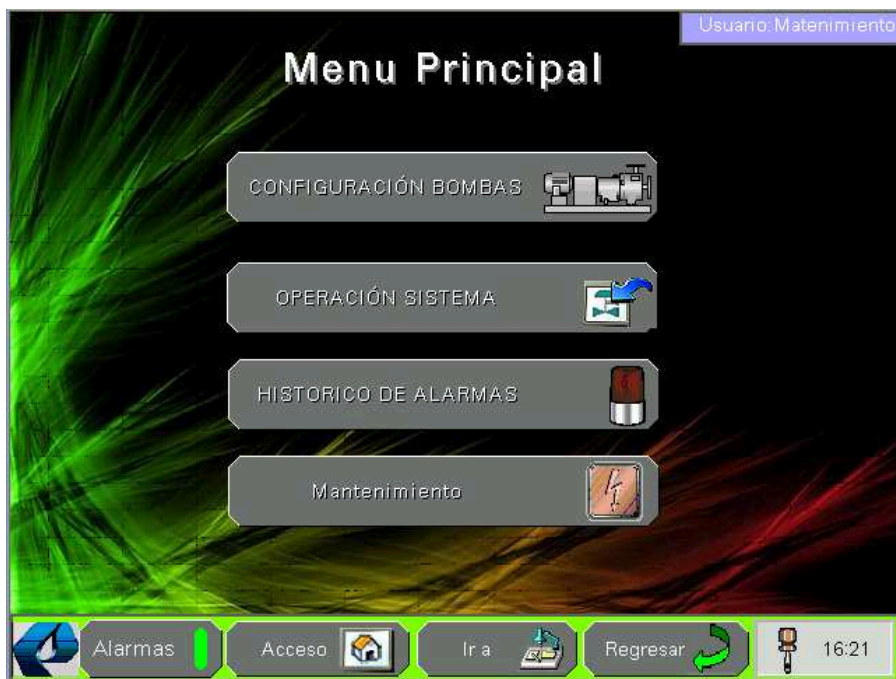 Usuario: Matenimiento
Menu Principal
CONFIGURACIÓN BOMBAS
OPERACIÓN SISTEMA
HISTORICO DE ALARMAS
Mantenimiento
Alarmas
Acceso
Ir a
Regresar
16:21